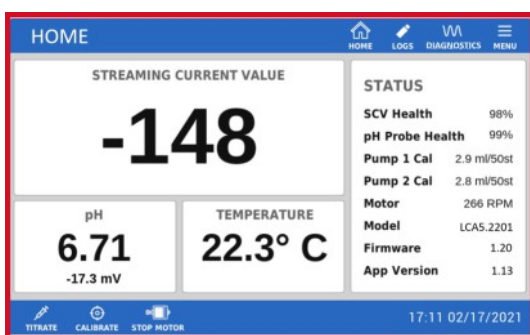 HOME
HOME LOGS DIAGNOSTICS MENU
STREAMING CURRENT VALUE
-148
pH
6.71
-17.3 mV
TEMPERATURE
22.3° C
STATUS
SCV Health 98%
pH Probe Health 99%
Pump 1 Cal 2.9 ml/50st
Pump 2 Cal 2.8 ml/50st
Motor 266 RPM
Model LCA5.2201
Firmware 1.20
App Version 1.13
TITRATE CALIBRATE STOP MOTOR
17:11 02/17/2021